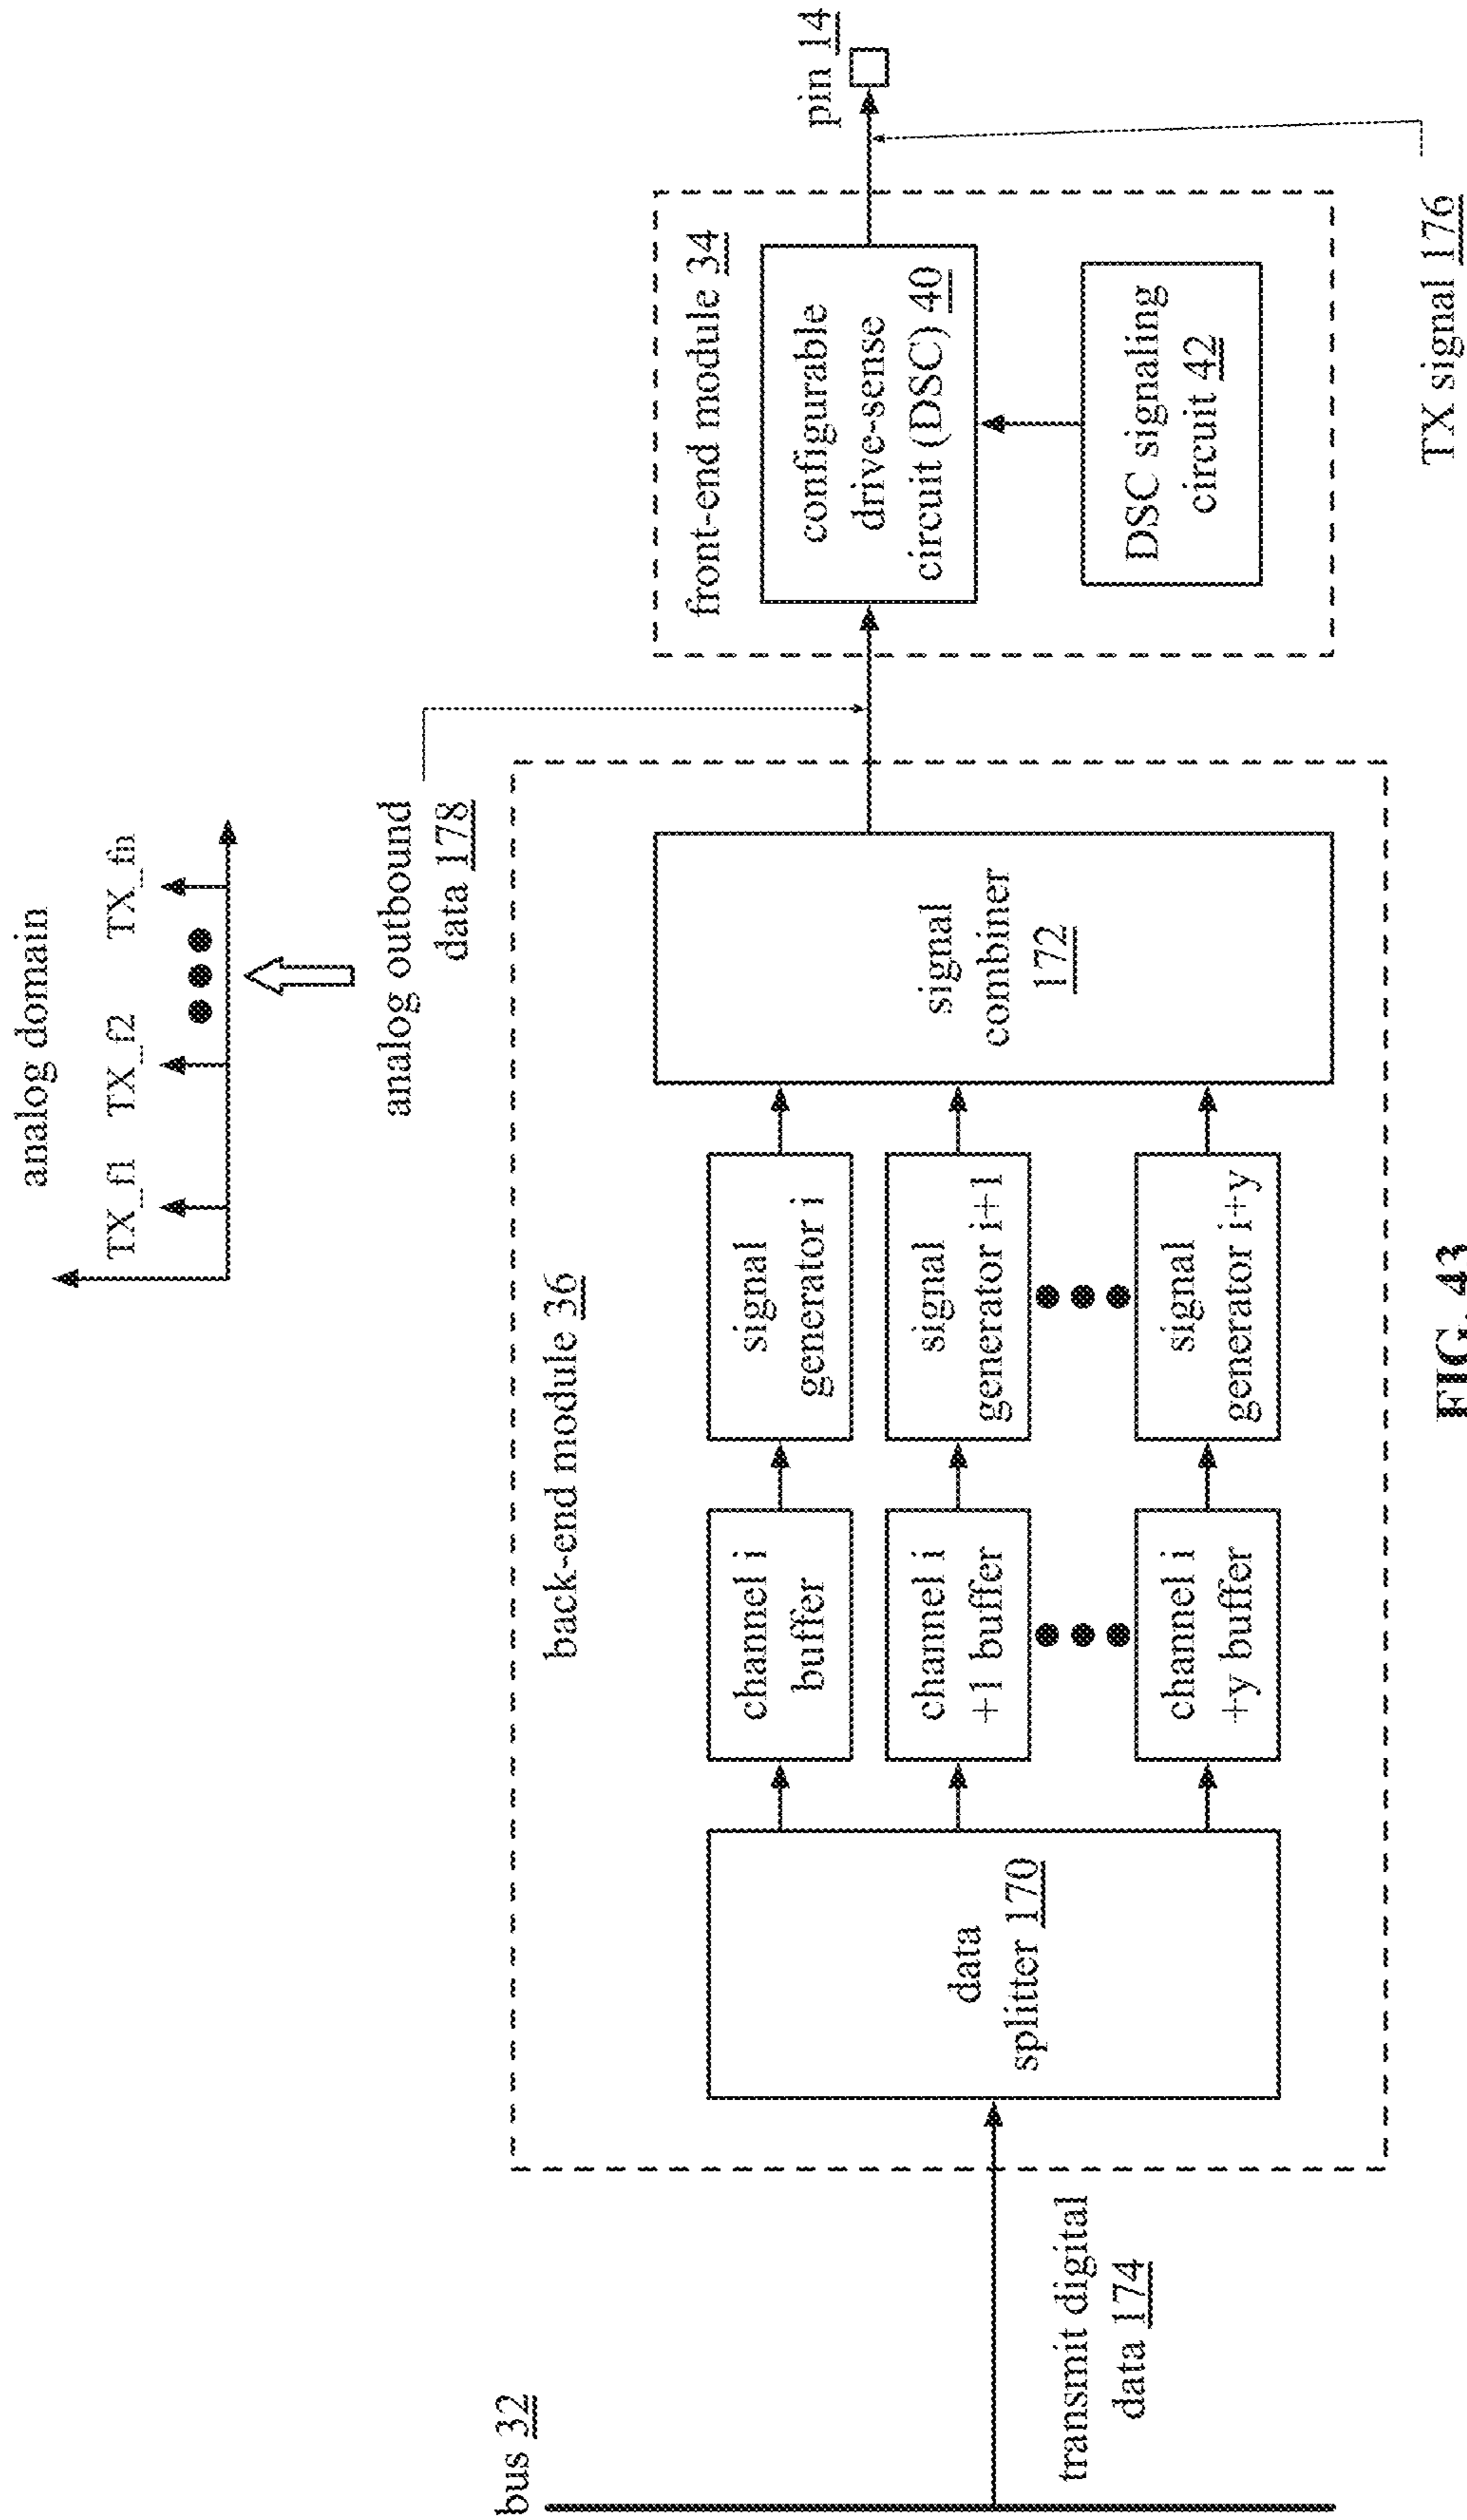 analog domain
TX_f1
TX_f2
TX_fn
analog outbound
data 178
bus 32
transmit digital
data 174
back-end module 36
data
splitter 170
channel i
buffer
channel i
+1 buffer
channel i
+y buffer
signal
generator i
signal
generator i+1
signal
generator i+y
signal
combiner
172
front-end module 34
configurable
drive-sense
circuit (DSC) 40
DSC signaling
circuit 42
pin 14
TX signal 176
FIG. 43